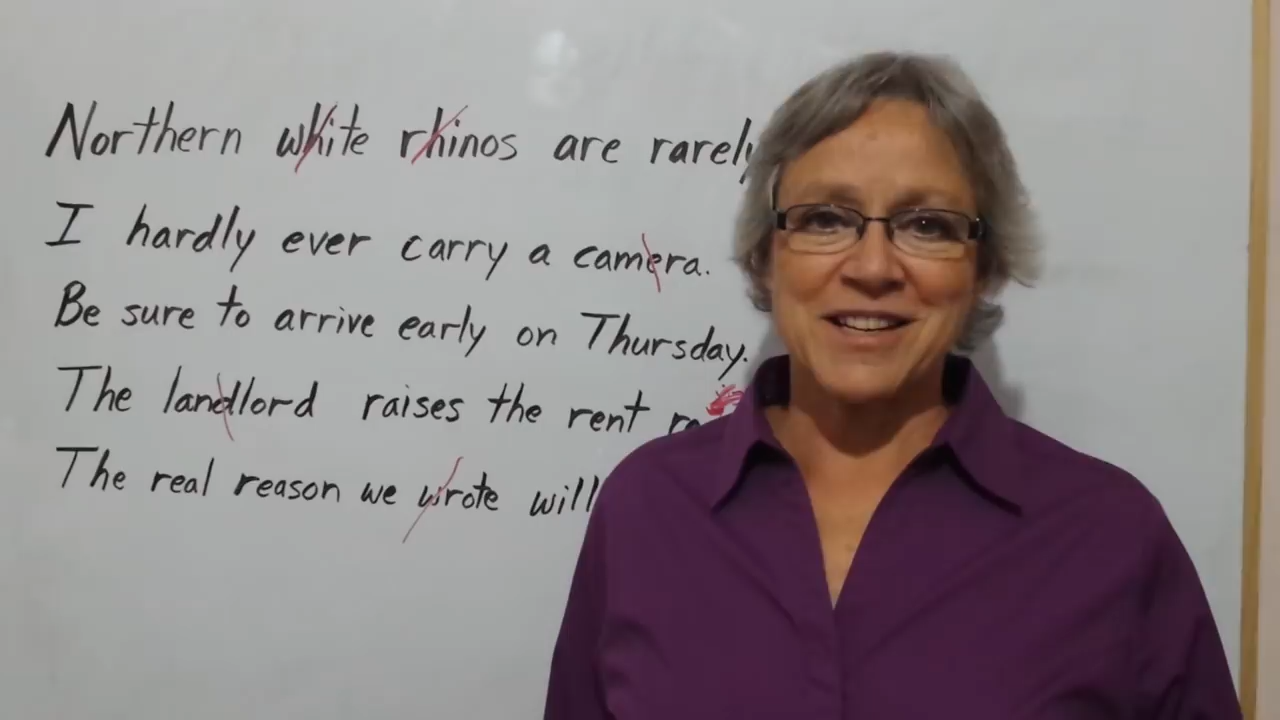 Northern white rhinos are rarely
I hardly ever carry a camera.
Be sure to arrive early on Thursday.
The landlord raises the rent
The real reason we wrote will